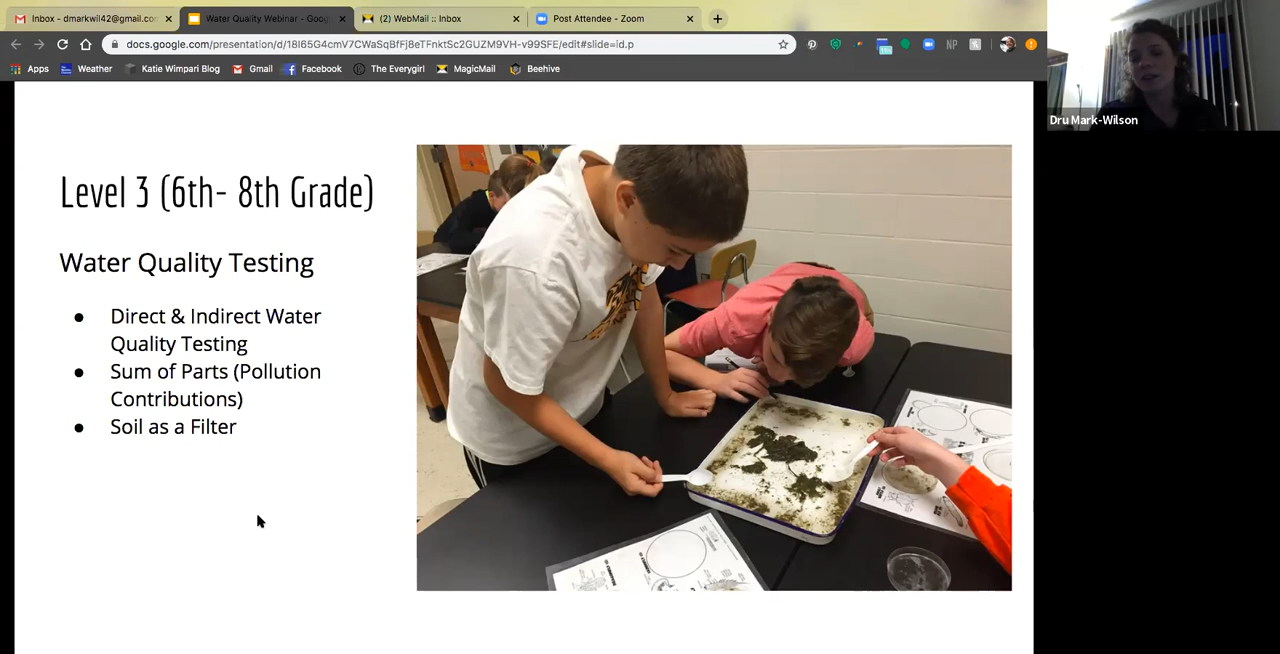 Inbox - dmarkwil42@gmail.co
Water Quality Webinar - Goog
(2) WebMail :: Inbox
Post Attendee - Zoom
docs.google.com/presentation/d/18I65G4cmV7CWaSqBfFj8eTFnktSc2GUZM9VH-v99SFE/edit#slide=id.p
NP
Apps
Weather
Katie Wimpari Blog
Gmail
Facebook
The Everygirl
MagicMail
Beehive
Dru Mark-Wilson
Level 3 (6th- 8th Grade)
Water Quality Testing
● Direct & Indirect Water
Quality Testing
● Sum of Parts (Pollution
Contributions)
● Soil as a Filter